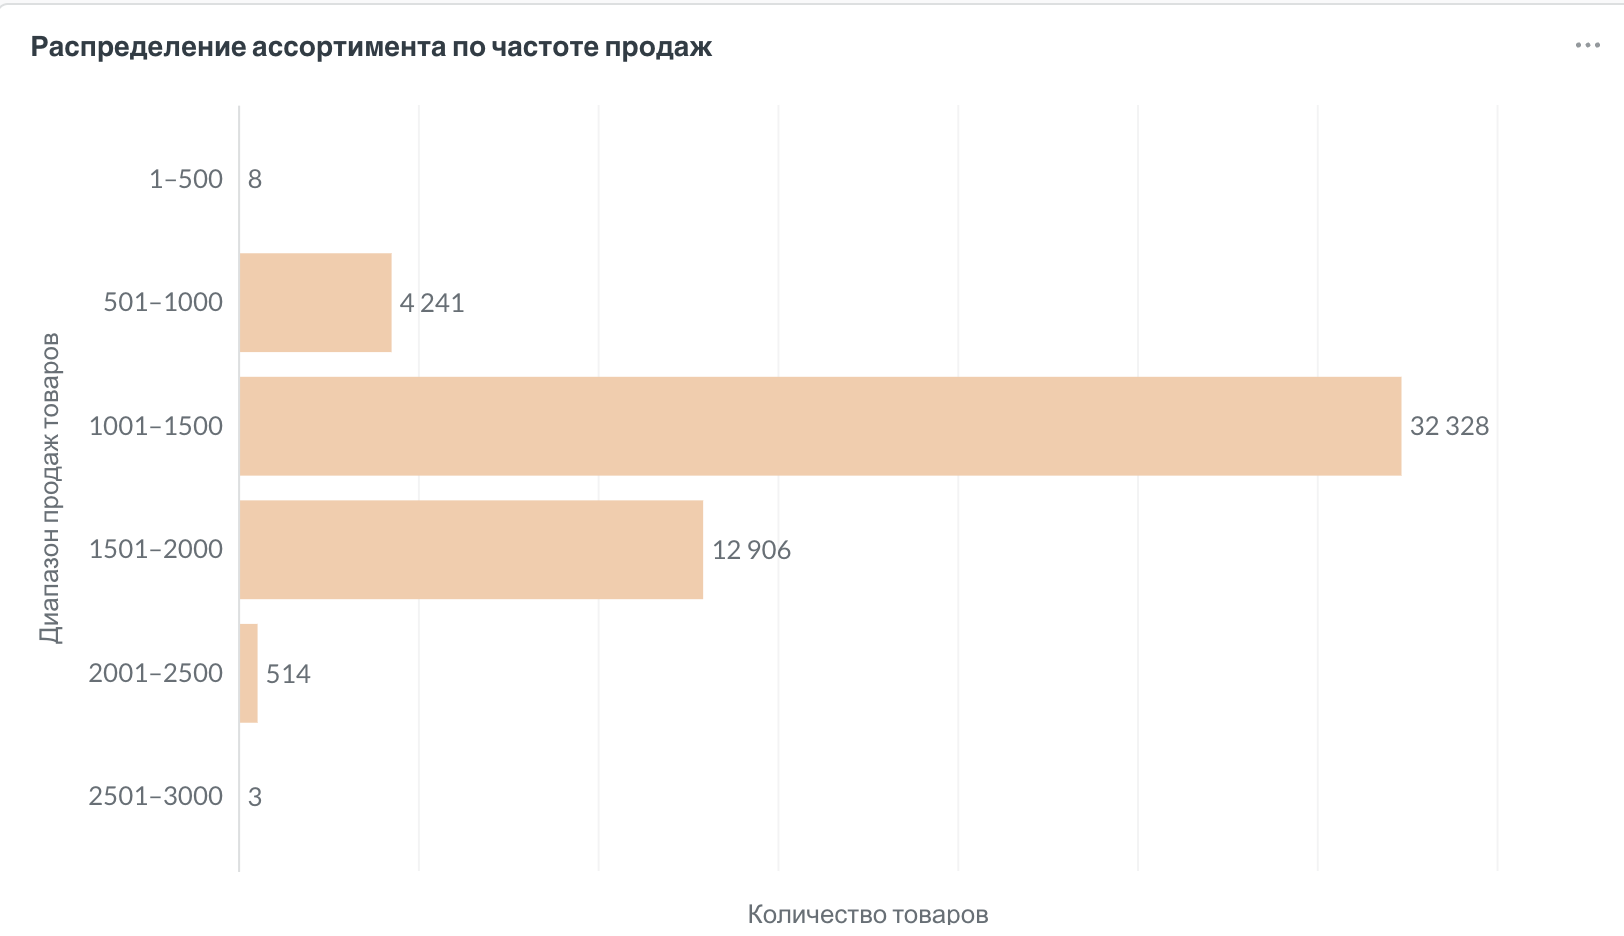 Распределение ассортимента по частоте продаж
Диапазон продаж товаров
1–500 8
501–1000 4 241
1001–1500 32 328
1501–2000 12 906
2001–2500 514
2501–3000 3
Количество товаров